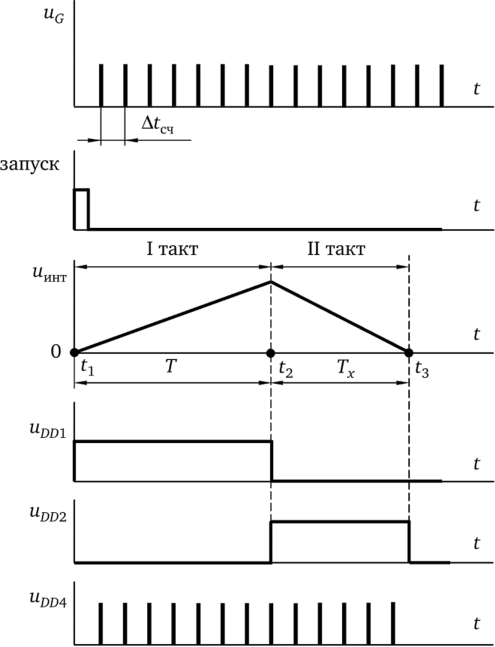 u_G
t
Δt_сч
запуск
t
I такт
II такт
u_инт
t
0
t_1
T
t_2
T_x
t_3
u_DD1
t
u_DD2
t
u_DD4
t